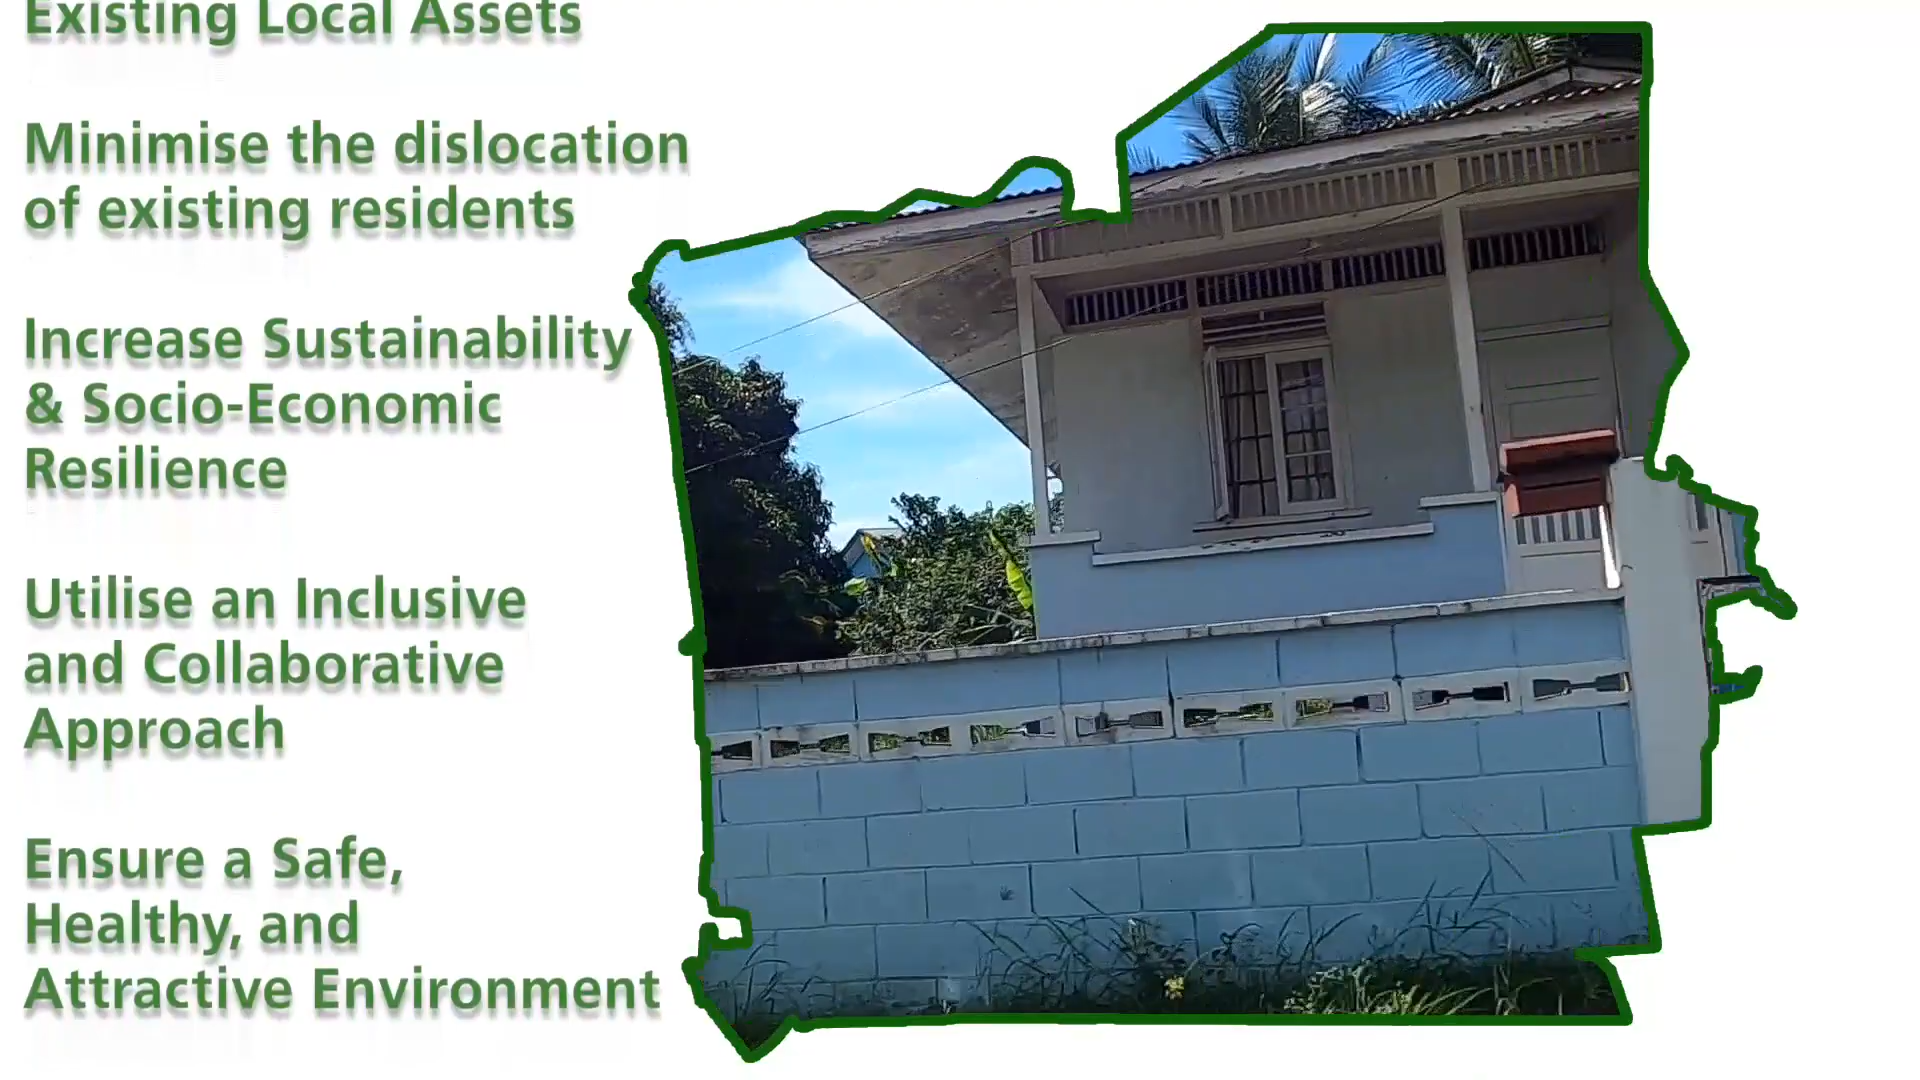 Existing Local Assets
Minimise the dislocation
of existing residents
Increase Sustainability
& Socio-Economic
Resilience
Utilise an Inclusive
and Collaborative
Approach
Ensure a Safe,
Healthy, and
Attractive Environment